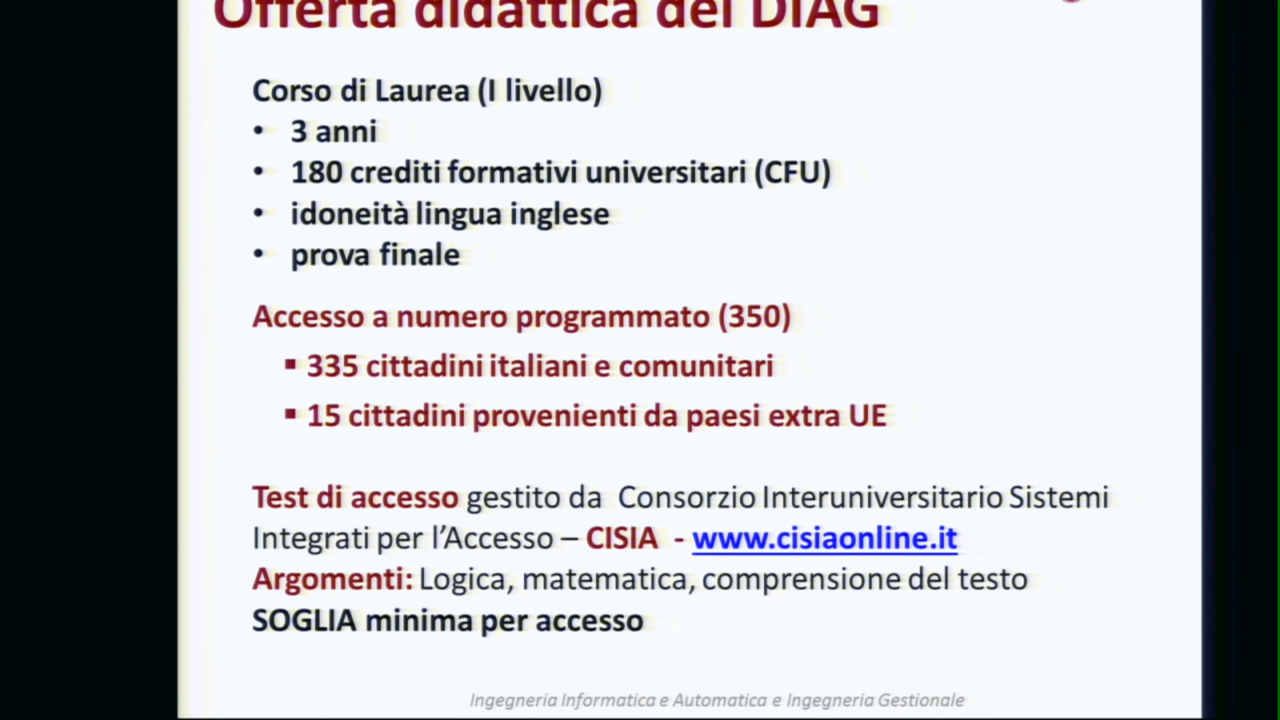 Offerta didattica del DIAG
Corso di Laurea (I livello)
• 3 anni
• 180 crediti formativi universitari (CFU)
• idoneità lingua inglese
• prova finale
Accesso a numero programmato (350)
▪ 335 cittadini italiani e comunitari
▪ 15 cittadini provenienti da paesi extra UE
Test di accesso gestito da Consorzio Interuniversitario Sistemi
Integrati per l’Accesso – CISIA - www.cisiaonline.it
Argomenti: Logica, matematica, comprensione del testo
SOGLIA minima per accesso
Ingegneria Informatica e Automatica e Ingegneria Gestionale